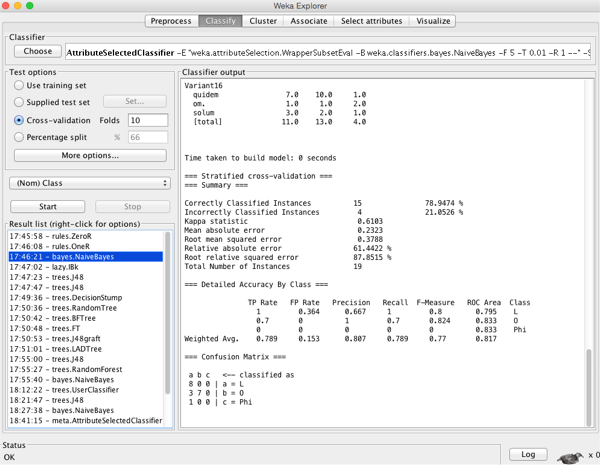 Weka Explorer
Preprocess Classify Cluster Associate Select attributes Visualize
Classifier
Choose AttributeSelectedClassifier -E "weka.attributeSelection.WrapperSubsetEval -B weka.classifiers.bayes.NaiveBayes -F 5 -T 0.01 -R 1 --" -S
Test options
Use training set
Supplied test set Set...
Cross-validation Folds 10
Percentage split % 66
More options...
(Nom) Class
Start Stop
Result list (right-click for options)
17:45:58 - rules.ZeroR
17:46:08 - rules.OneR
17:46:21 - bayes.NaiveBayes
17:47:02 - lazy.IBk
17:47:23 - trees.J48
17:47:47 - trees.J48
17:49:36 - trees.DecisionStump
17:50:36 - trees.RandomTree
17:50:42 - trees.BFTree
17:50:48 - trees.FT
17:50:53 - trees.J48graft
17:51:01 - trees.LADTree
17:55:00 - trees.J48
17:55:27 - trees.RandomForest
17:55:40 - bayes.NaiveBayes
18:12:22 - trees.UserClassifier
18:21:47 - trees.J48
18:27:38 - bayes.NaiveBayes
18:41:15 - meta.AttributeSelectedClassifier
Classifier output
Variant16
quidem 7.0 10.0 1.0
om. 1.0 1.0 2.0
solum 3.0 2.0 1.0
[total] 11.0 13.0 4.0
Time taken to build model: 0 seconds
=== Stratified cross-validation ===
=== Summary ===
Correctly Classified Instances 15 78.9474 %
Incorrectly Classified Instances 4 21.0526 %
Kappa statistic 0.6103
Mean absolute error 0.2323
Root mean squared error 0.3788
Relative absolute error 61.4422 %
Root relative squared error 87.8515 %
Total Number of Instances 19
=== Detailed Accuracy By Class ===
TP Rate FP Rate Precision Recall F-Measure ROC Area Class
1 0.364 0.667 1 0.8 0.795 L
0.7 0 1 0.7 0.824 0.833 O
0 0 0 0 0 0.833 Phi
Weighted Avg. 0.789 0.153 0.807 0.789 0.77 0.817
=== Confusion Matrix ===
a b c <-- classified as
8 0 0 | a = L
3 7 0 | b = O
1 0 0 | c = Phi
Status
OK
Log x 0